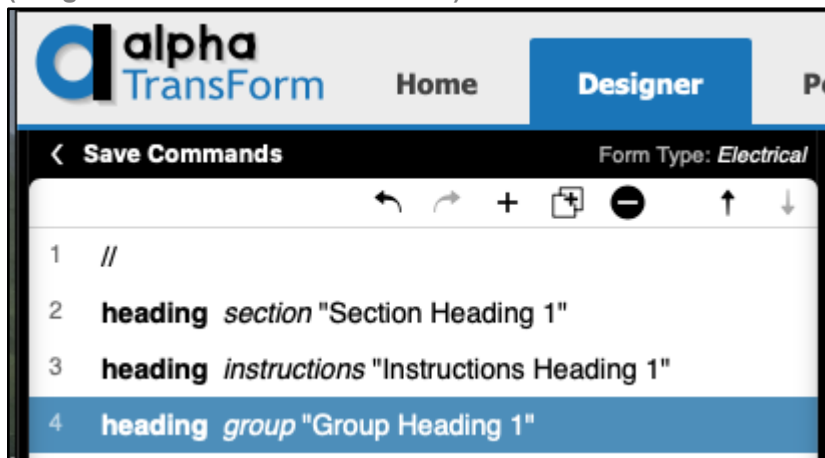 alpha
TransForm
Home
Designer
Save Commands
Form Type: Electrical
1 //
2 heading section "Section Heading 1"
3 heading instructions "Instructions Heading 1"
4 heading group "Group Heading 1"